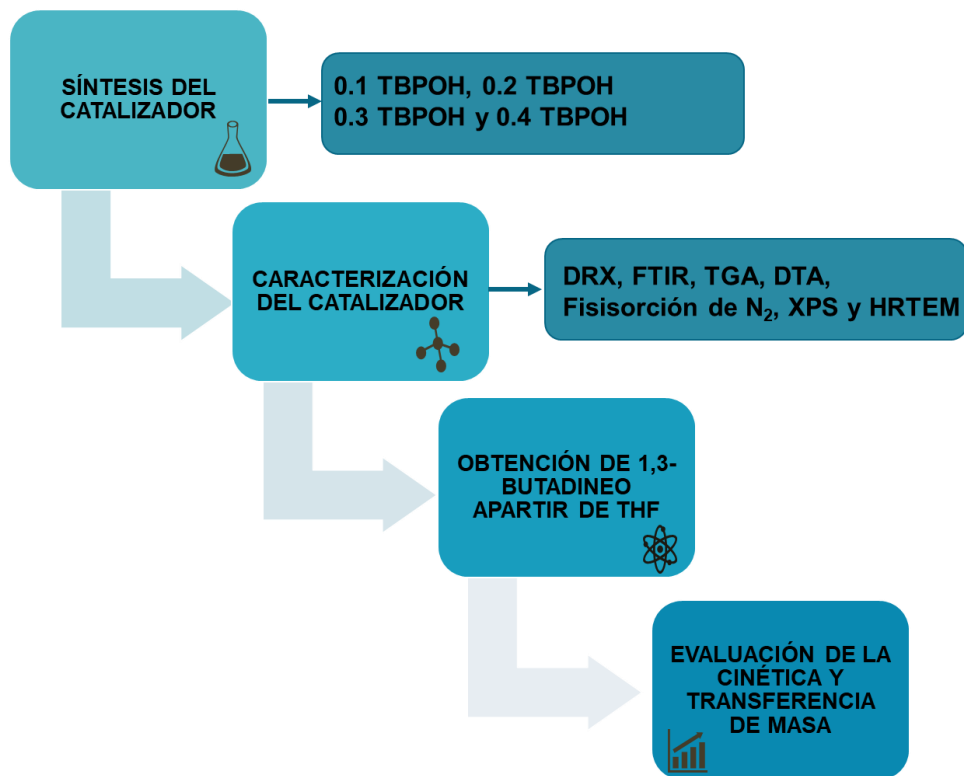 SÍNTESIS DEL
CATALIZADOR
0.1 TBPOH, 0.2 TBPOH
0.3 TBPOH y 0.4 TBPOH
CARACTERIZACIÓN
DEL CATALIZADOR
DRX, FTIR, TGA, DTA,
Fisisorción de N₂, XPS y HRTEM
OBTENCIÓN DE 1,3-
BUTADINEO
APARTIR DE THF
EVALUACIÓN DE LA
CINÉTICA Y
TRANSFERENCIA
DE MASA